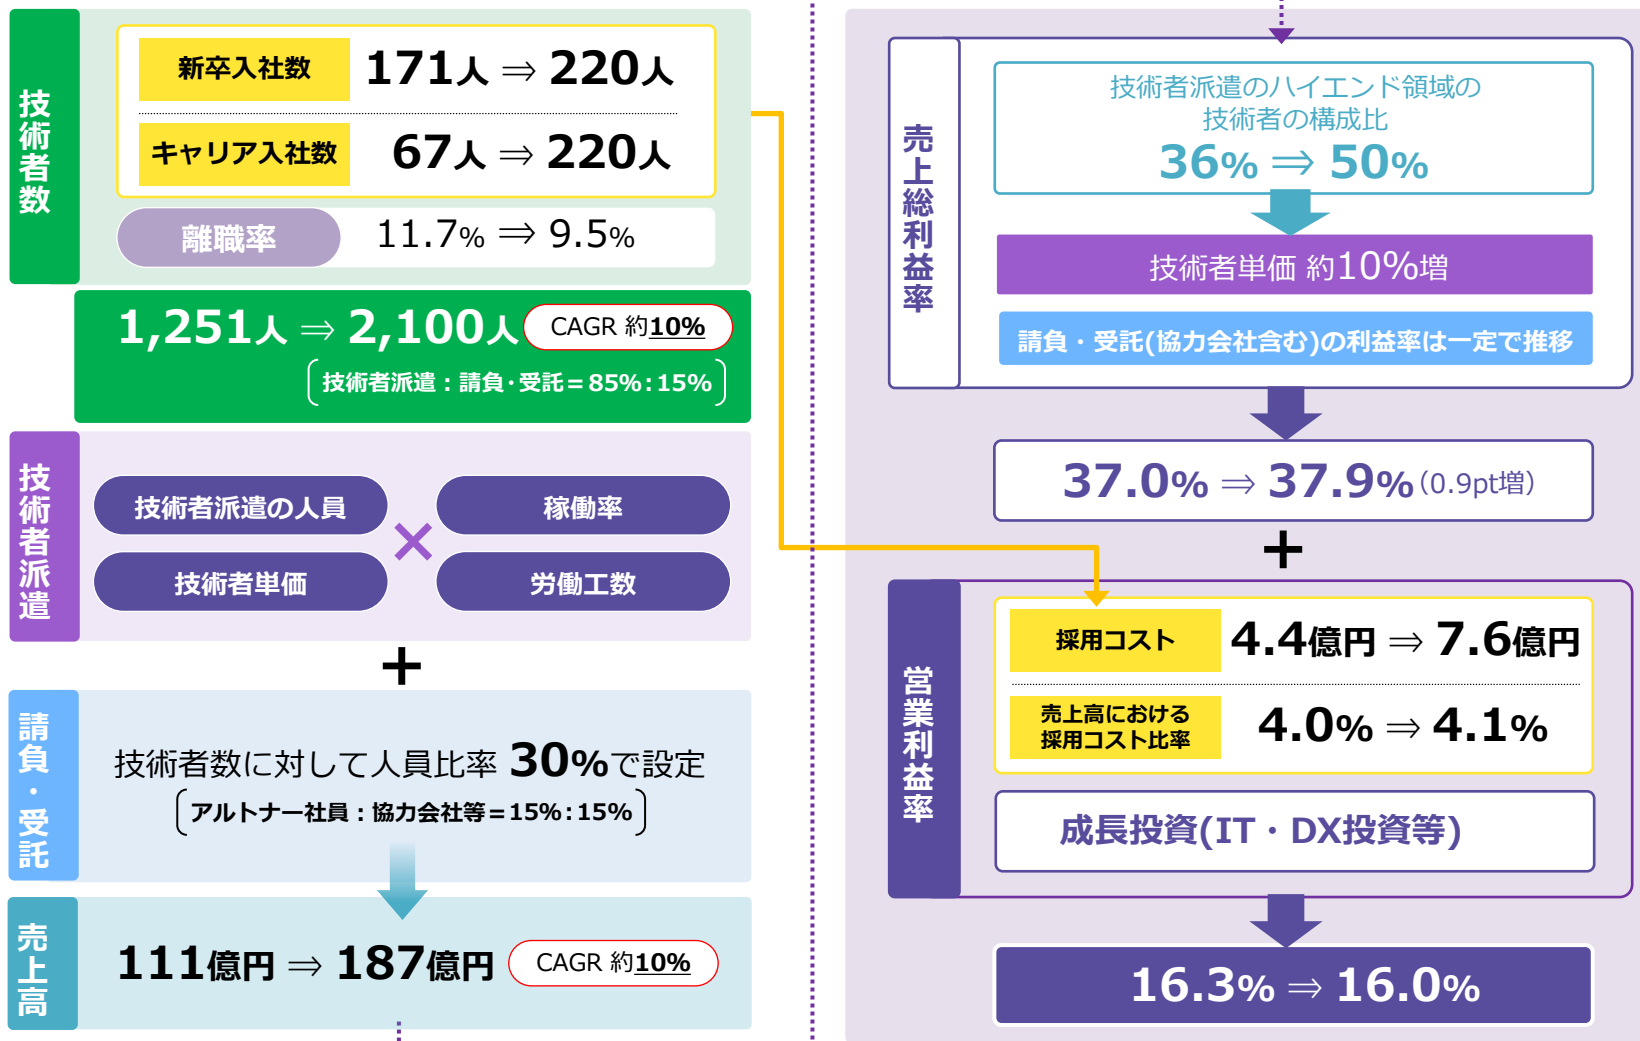 技術者数
新卒入社数 171人 ⇒ 220人
キャリア入社数 67人 ⇒ 220人
離職率 11.7% ⇒ 9.5%
1,251人 ⇒ 2,100人 CAGR 約10%
技術者派遣：請負・受託＝85%：15%
技術者派遣
技術者派遣の人員 × 稼働率
技術者単価 労働工数
+
請負・受託
技術者数に対して人員比率 30%で設定
アルトナー社員：協力会社等＝15%：15%
売上高
111億円 ⇒ 187億円 CAGR 約10%
売上総利益率
技術者派遣のハイエンド領域の
技術者の構成比
36% ⇒ 50%
技術者単価 約10%増
請負・受託(協力会社含む)の利益率は一定で推移
37.0% ⇒ 37.9%（0.9pt増）
+
営業利益率
採用コスト 4.4億円 ⇒ 7.6億円
売上高における
採用コスト比率 4.0% ⇒ 4.1%
成長投資(IT・DX投資等)
16.3% ⇒ 16.0%